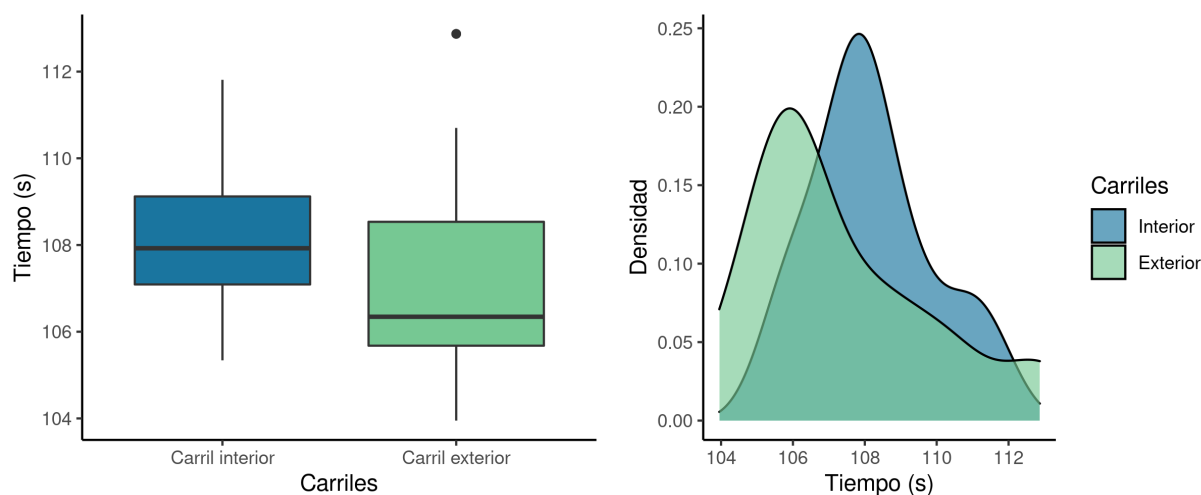 112
110
108
106
104
Tiempo (s)
Carril interior
Carril exterior
Carriles
0.25
0.20
0.15
0.10
0.05
0.00
Densidad
104
106
108
110
112
Tiempo (s)
Carriles
Interior
Exterior